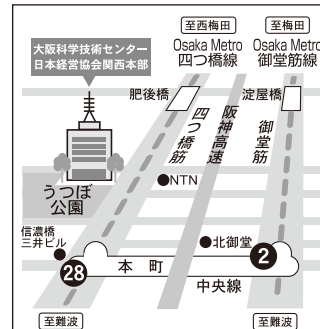 至西梅田
至梅田
Osaka Metro
四つ橋線
Osaka Metro
御堂筋線
大阪科学技術センター
日本経営協会関西本部
肥後橋
淀屋橋
四つ橋筋
阪神高速
御堂筋
うつぼ
公園
NTN
信濃橋
三井ビル
北御堂
28
本町
2
中央線
至難波
至難波